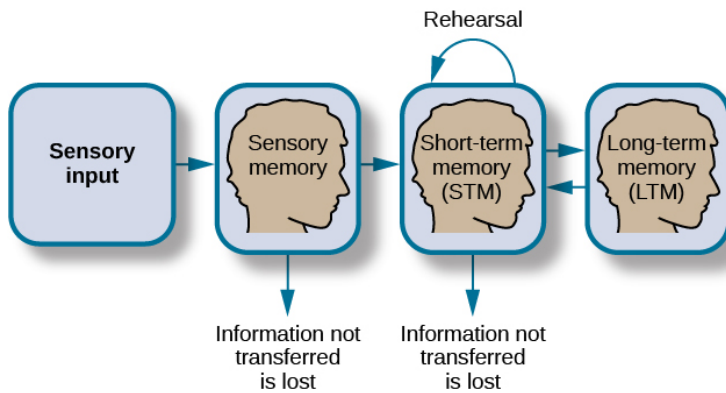 Rehearsal
Sensory
input
Sensory
memory
Short-term
memory
(STM)
Long-term
memory
(LTM)
Information not
transferred
is lost
Information not
transferred
is lost